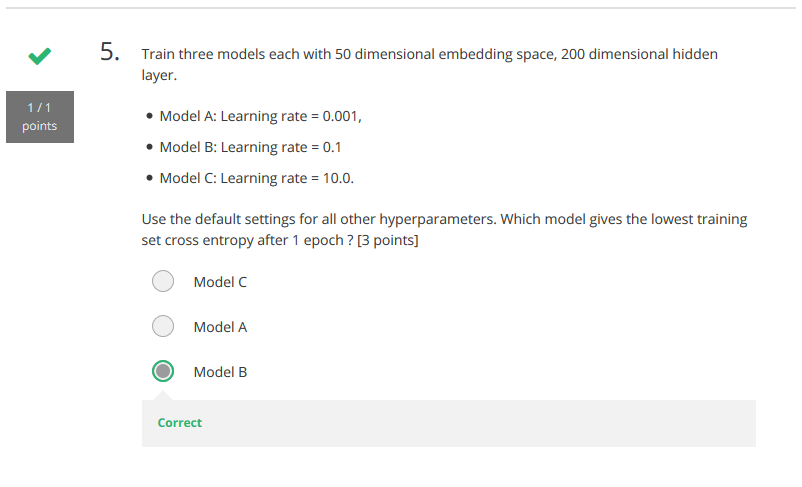 5.
Train three models each with 50 dimensional embedding space, 200 dimensional hidden
layer.
1 / 1
points
• Model A: Learning rate = 0.001,
• Model B: Learning rate = 0.1
• Model C: Learning rate = 10.0.
Use the default settings for all other hyperparameters. Which model gives the lowest training
set cross entropy after 1 epoch ? [3 points]
Model C
Model A
Model B
Correct